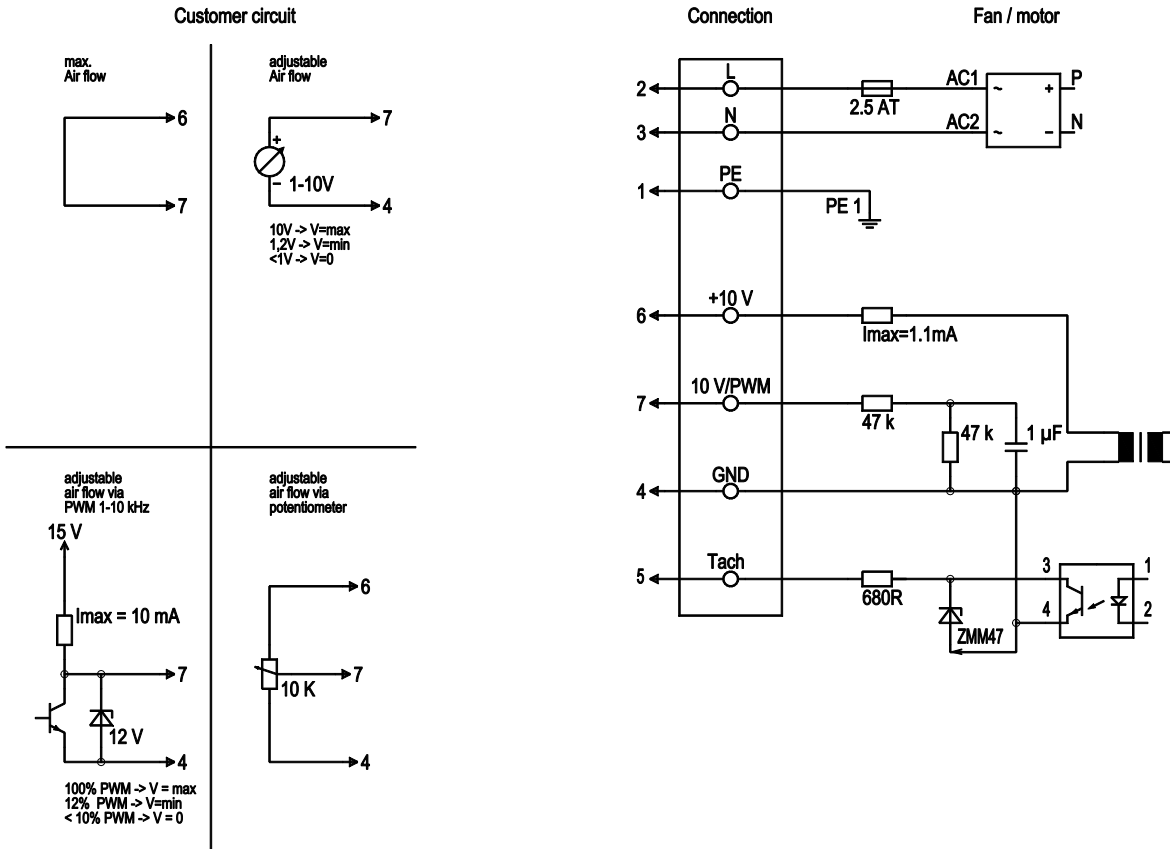 Customer circuit
max.
Air flow
6
7
adjustable
Air flow
7
+
– 1-10V
4
10V -> V=max
1,2V -> V=min
<1V -> V=0
adjustable
air flow via
PWM 1-10 kHz
15 V
Imax = 10 mA
7
12 V
4
100% PWM -> V = max
12% PWM -> V=min
< 10% PWM -> V = 0
adjustable
air flow via
potentiometer
6
7
10 K
4
Connection
Fan / motor
2
L
2.5 AT
AC1
~
+
P
3
N
AC2
~
–
N
1
PE
PE 1
6
+10 V
Imax=1.1mA
7
10 V/PWM
47 k
47 k
1 µF
4
GND
5
Tach
680R
ZMM47
3
4
1
2